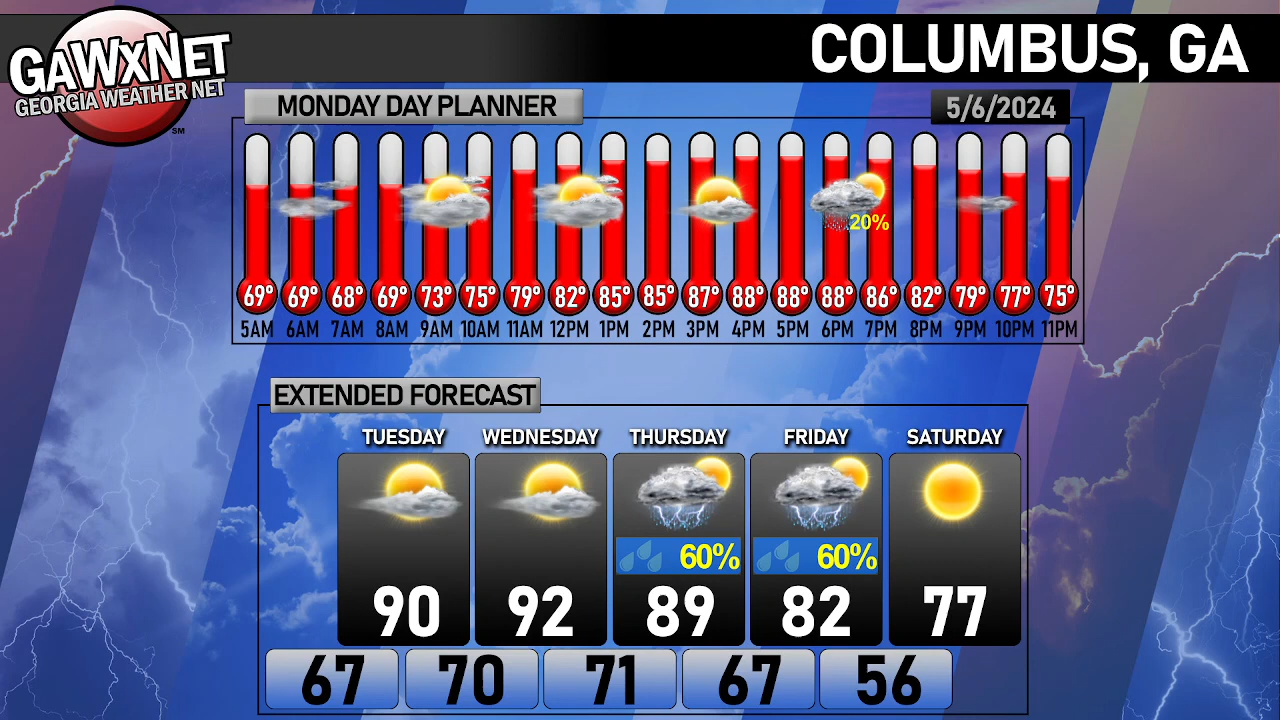 GAWxNET
GEORGIA WEATHER NET
SM
COLUMBUS, GA
MONDAY DAY PLANNER
5/6/2024
20%
69° 69° 68° 69° 73° 75° 79° 82° 85° 85° 87° 88° 88° 88° 86° 82° 79° 77° 75°
5AM 6AM 7AM 8AM 9AM 10AM 11AM 12PM 1PM 2PM 3PM 4PM 5PM 6PM 7PM 8PM 9PM 10PM 11PM
EXTENDED FORECAST
TUESDAY WEDNESDAY THURSDAY FRIDAY SATURDAY
60% 60%
90 92 89 82 77
67 70 71 67 56